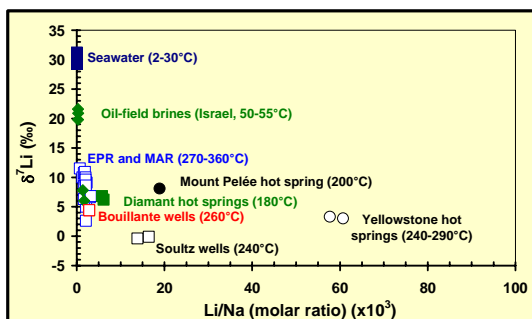 35
30
25
20
15
10
5
0
-5
δ⁷Li (‰)
Seawater (2-30°C)
Oil-field brines (Israel, 50-55°C)
EPR and MAR (270-360°C)
Mount Pelée hot spring (200°C)
Diamant hot springs (180°C)
Bouillante wells (260°C)
Yellowstone hot
springs (240-290°C)
Soultz wells (240°C)
0 20 40 60 80 100
Li/Na (molar ratio) (x10³)